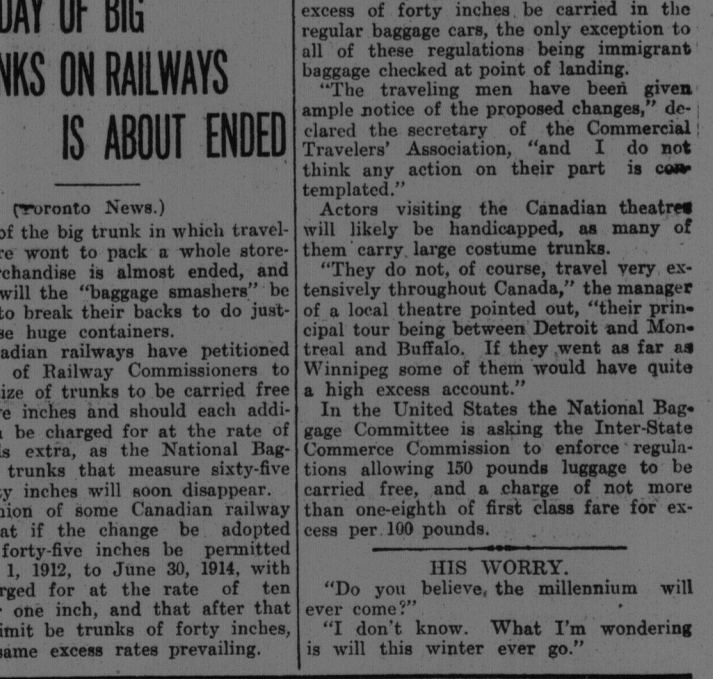 DAY OF BIG
NKS ON RAILWAYS
IS ABOUT ENDED
(Toronto News.)
of the big trunk in which travel-
re wont to pack a whole store-
rchandise is almost ended, and
will the "baggage smashers" be
to break their backs to do just-
se huge containers.
adian railways have petitioned
of Railway Commissioners to
ize of trunks to be carried free
e inches and should each addi-
be charged for at the rate of
ls extra, as the National Bag-
trunks that measure sixty-five
ty inches will soon disappear.
nion of some Canadian railway
at if the change be adopted
forty-five inches be permitted
1, 1912, to June 30, 1914, with
rged for at the rate of ten
one inch, and that after that
imit be trunks of forty inches,
same excess rates prevailing.
excess of forty inches be carried in the
regular baggage cars, the only exception to
all of these regulations being immigrant
baggage checked at point of landing.
"The traveling men have been given
ample notice of the proposed changes," de-
clared the secretary of the Commercial
Travelers' Association, "and I do not
think any action on their part is con-
templated."
Actors visiting the Canadian theatres
will likely be handicapped, as many of
them carry large costume trunks.
"They do not, of course, travel very ex-
tensively throughout Canada," the manager
of a local theatre pointed out, "their prin-
cipal tour being between Detroit and Mon-
treal and Buffalo. If they went as far as
Winnipeg some of them would have quite
a high excess account."
In the United States the National Bag-
gage Committee is asking the Inter-State
Commerce Commission to enforce regula-
tions allowing 150 pounds luggage to be
carried free, and a charge of not more
than one-eighth of first class fare for ex-
cess per 100 pounds.
HIS WORRY.
"Do you believe, the millennium will
ever come?"
"I don't know. What I'm wondering
is will this winter ever go."